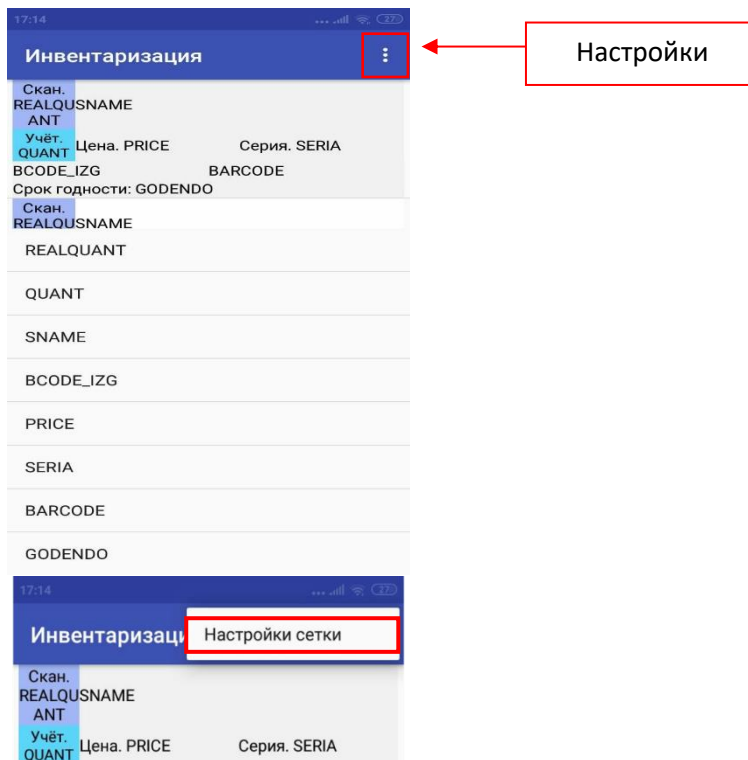 17:14 27
Инвентаризация
Настройки
Скан.
REALQUSNAME
ANT
Учёт.
QUANT Цена. PRICE Серия. SERIA
BCODE_IZG BARCODE
Срок годности: GODENDO
Скан.
REALQUSNAME
REALQUANT
QUANT
SNAME
BCODE_IZG
PRICE
SERIA
BARCODE
GODENDO
17:14 27
Инвентаризаци Настройки сетки
Скан.
REALQUSNAME
ANT
Учёт.
QUANT Цена. PRICE Серия. SERIA